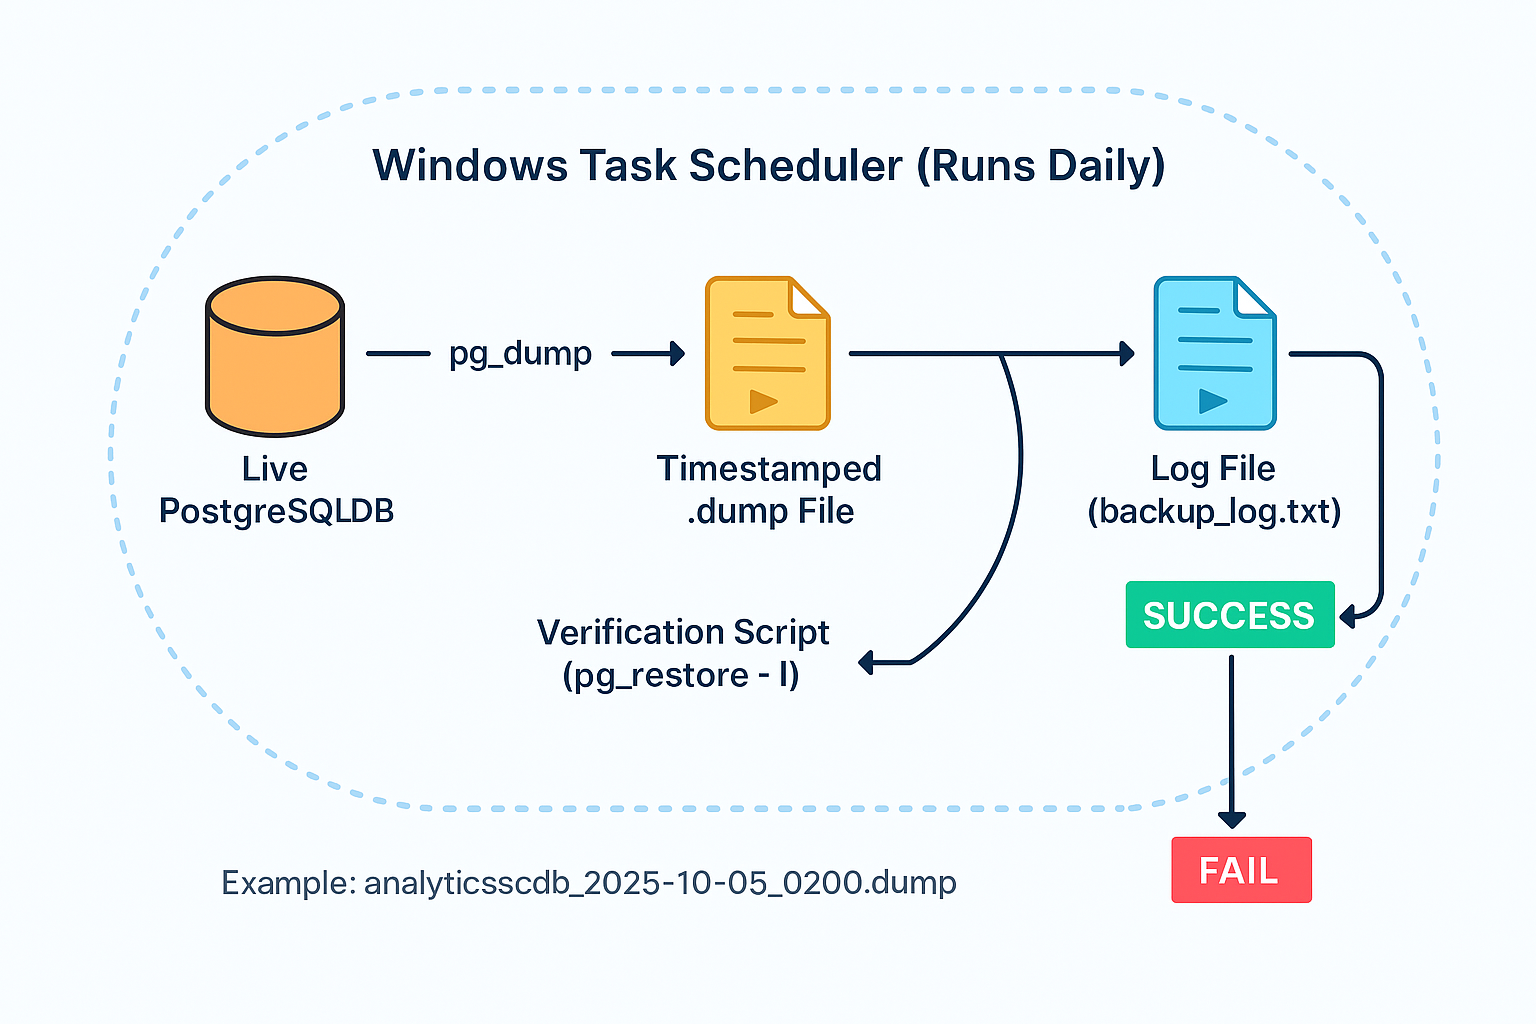 Windows Task Scheduler (Runs Daily)
pg_dump
Live
PostgreSQLDB
Timestamped
.dump File
Log File
(backup_log.txt)
Verification Script
(pg_restore - l)
SUCCESS
FAIL
Example: analyticsscdb_2025-10-05_0200.dump